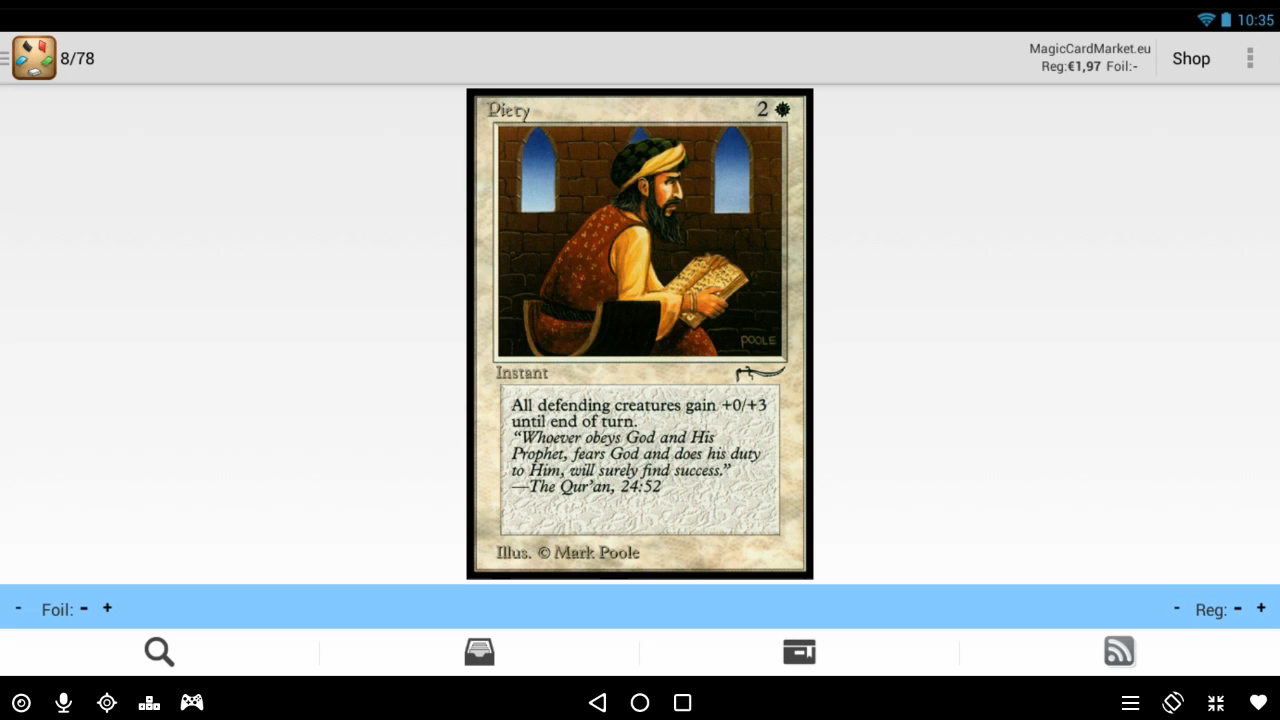 10:35
8/78
MagicCardMarket.eu
Reg:€1,97 Foil:-
Shop
Piety
2
POOLE
Instant
All defending creatures gain +0/+3
until end of turn.
“Whoever obeys God and His
Prophet, fears God and does his duty
to Him, will surely find success.”
—The Qur’an, 24:52
Illus. © Mark Poole
- Foil: - +
- Reg: - +